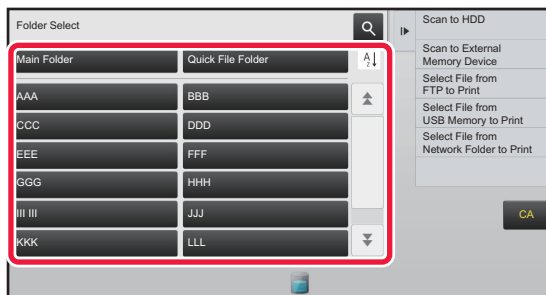 Folder Select
Main Folder
Quick File Folder
AAA
BBB
CCC
DDD
EEE
FFF
GGG
HHH
III III
JJJ
KKK
LLL
Scan to HDD
Scan to External
Memory Device
Select File from
FTP to Print
Select File from
USB Memory to Print
Select File from
Network Folder to Print
CA